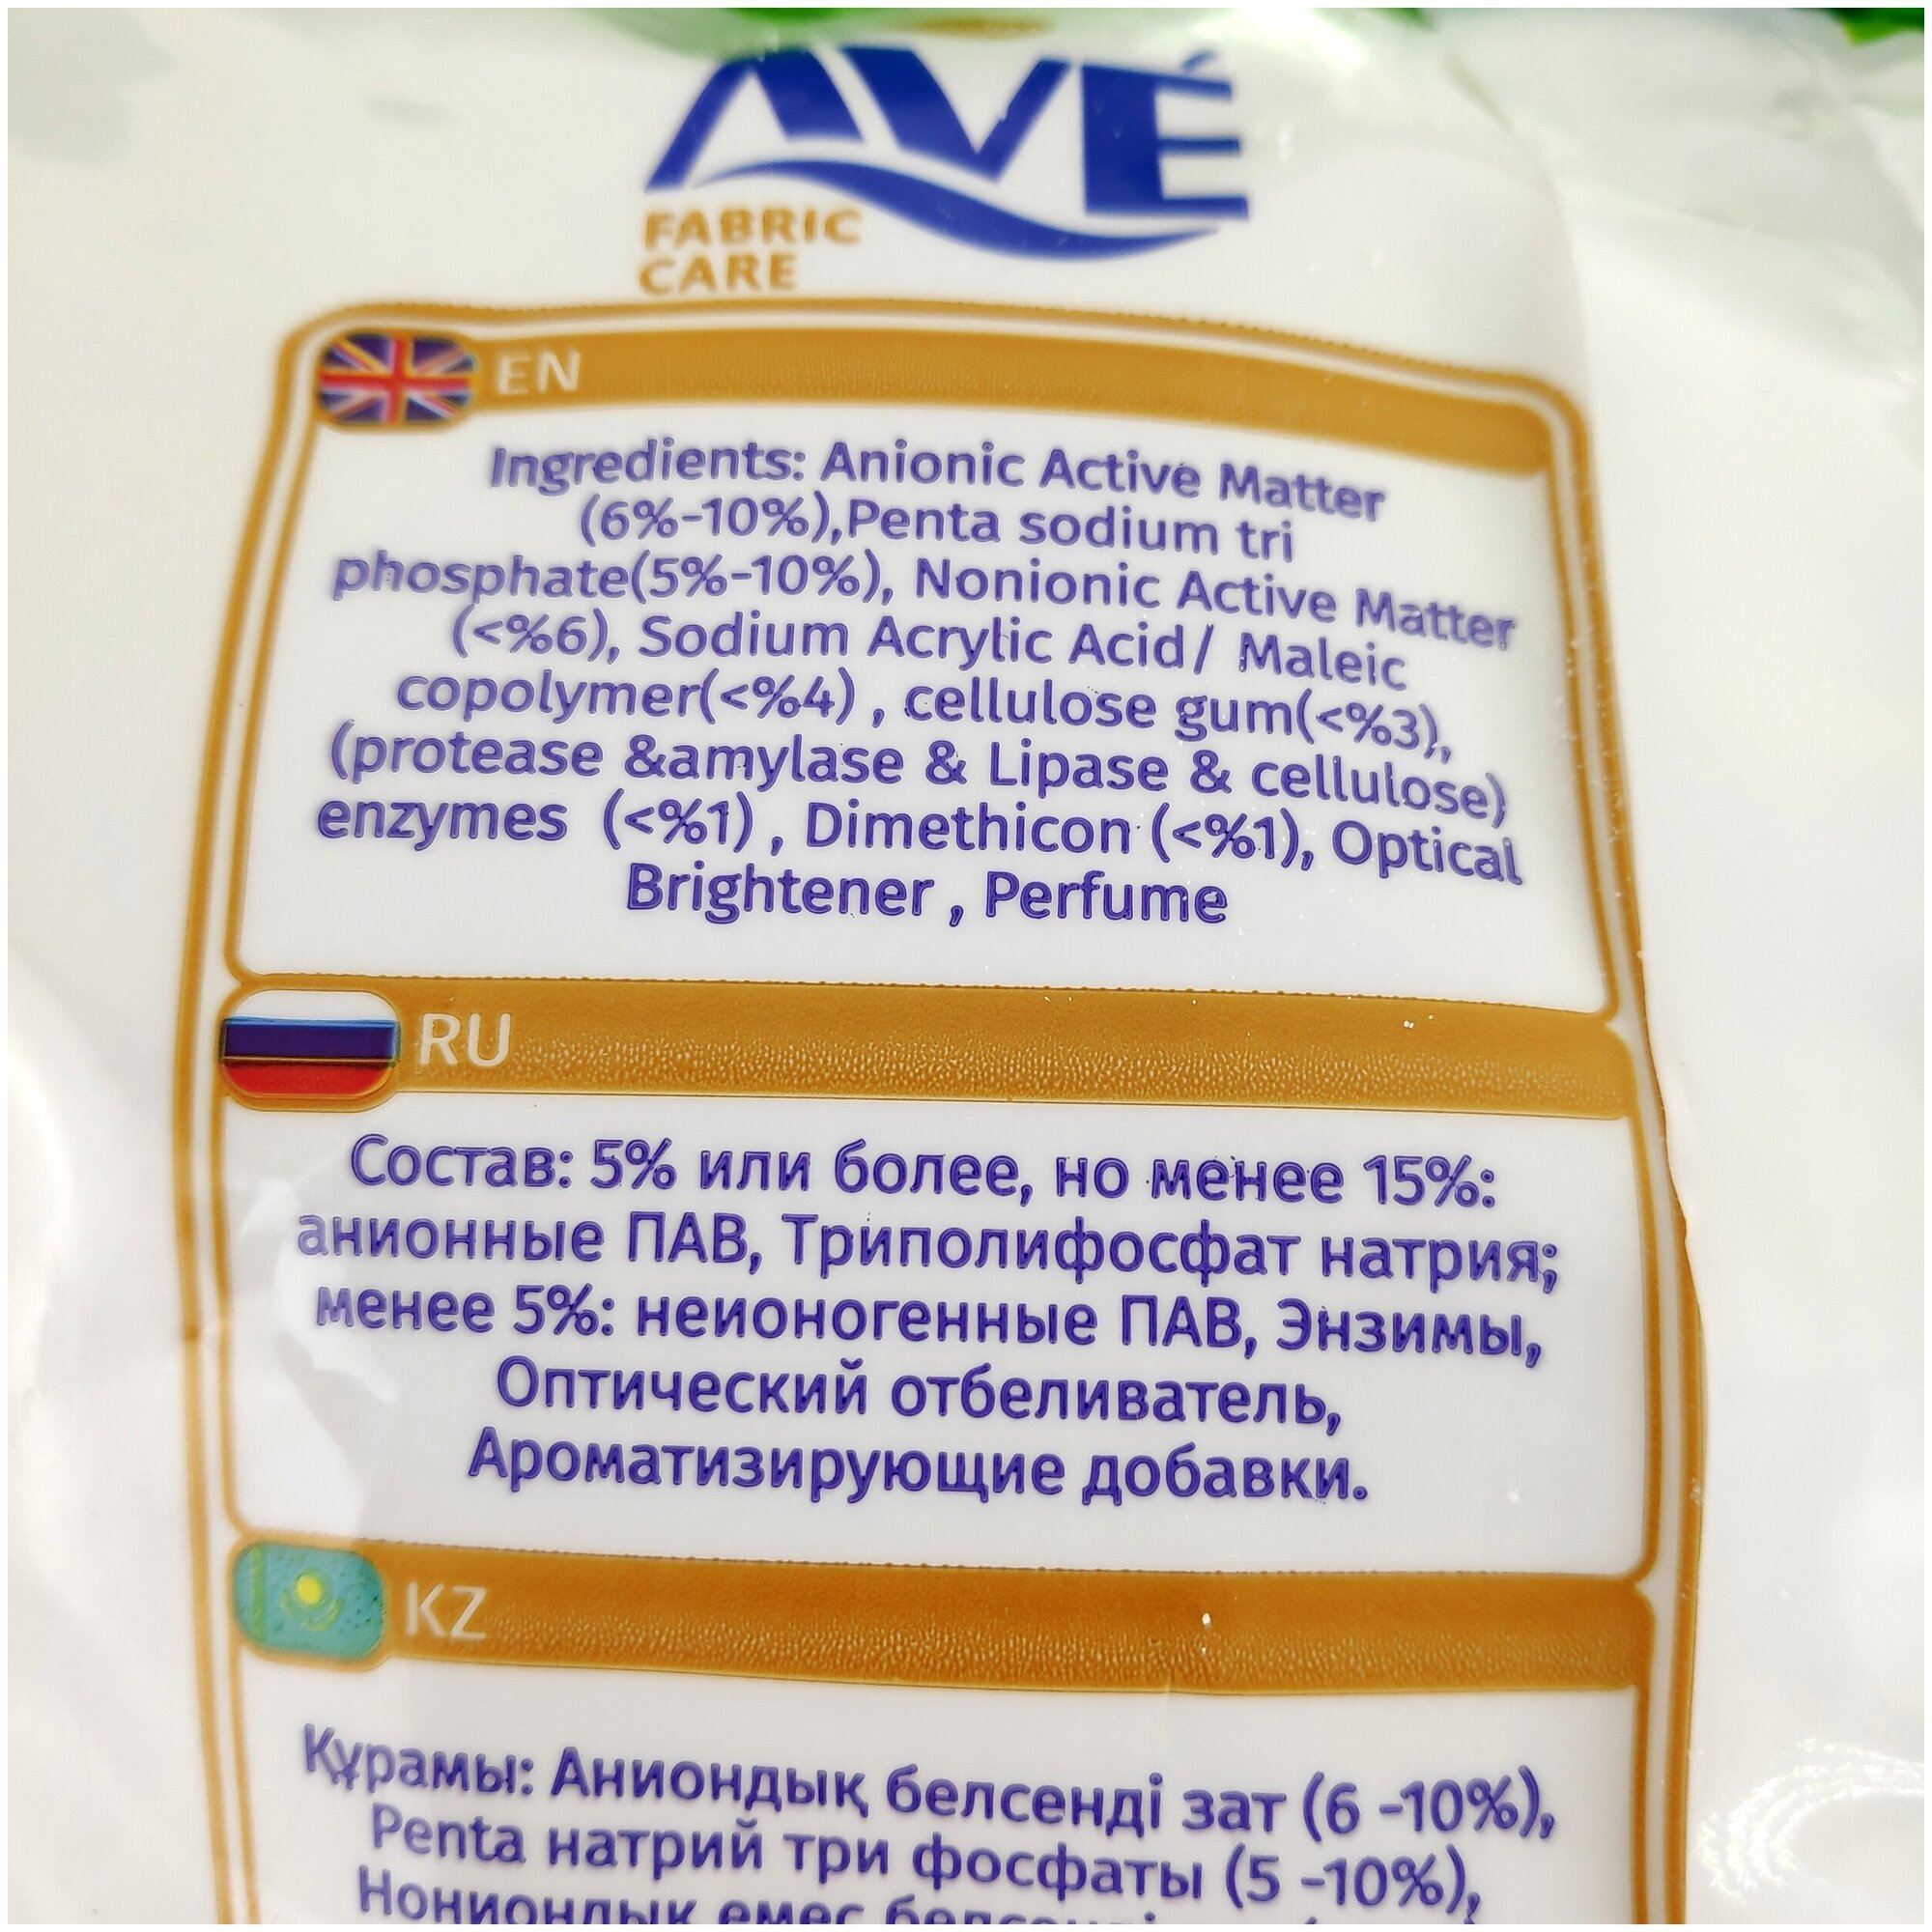 AVÉ
FABRIC
CARE
EN
Ingredients: Anionic Active Matter
(6%-10%),Penta sodium tri
phosphate(5%-10%), Nonionic Active Matter
(<%6), Sodium Acrylic Acid/ Maleic
copolymer(<%4) , cellulose gum(<%3),
(protease &amylase & Lipase & cellulose)
enzymes (<%1) , Dimethicon (<%1), Optical
Brightener , Perfume
RU
Состав: 5% или более, но менее 15%:
анионные ПАВ, Триполифосфат натрия;
менее 5%: неионогенные ПАВ, Энзимы,
Оптический отбеливатель,
Ароматизирующие добавки.
KZ
Құрамы: Аниондық белсенді зат (6 -10%),
Penta натрий три фосфаты (5 -10%),
Нониондық емес белсенді